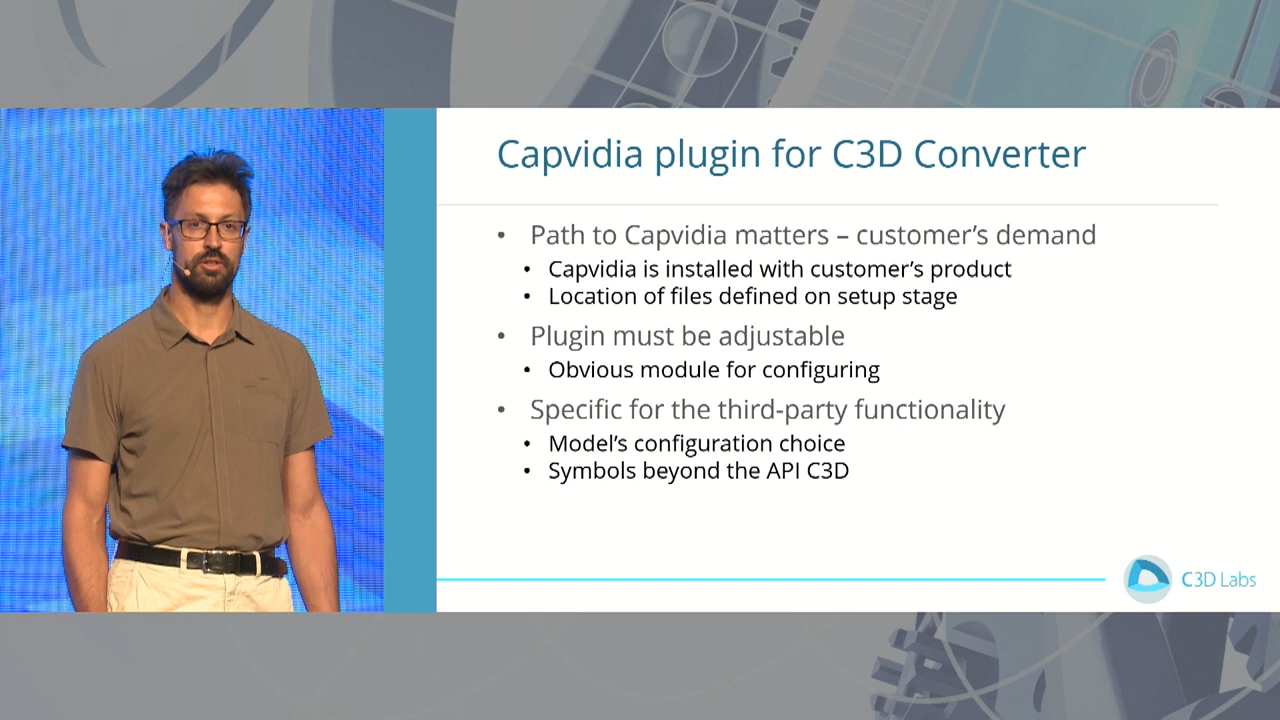 Capvidia plugin for C3D Converter
• Path to Capvidia matters – customer's demand
• Capvidia is installed with customer's product
• Location of files defined on setup stage
• Plugin must be adjustable
• Obvious module for configuring
• Specific for the third-party functionality
• Model's configuration choice
• Symbols beyond the API C3D
C3D Labs